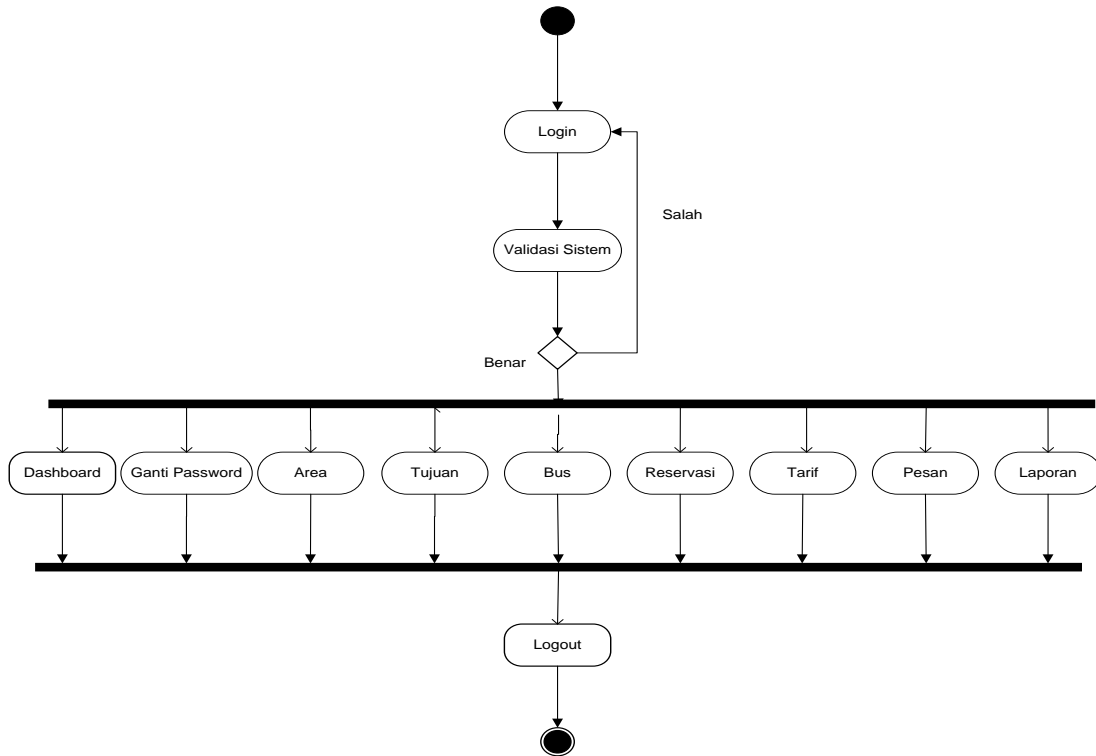 Login
Salah
Validasi Sistem
Benar
Dashboard
Ganti Password
Area
Tujuan
Bus
Reservasi
Tarif
Pesan
Laporan
Logout